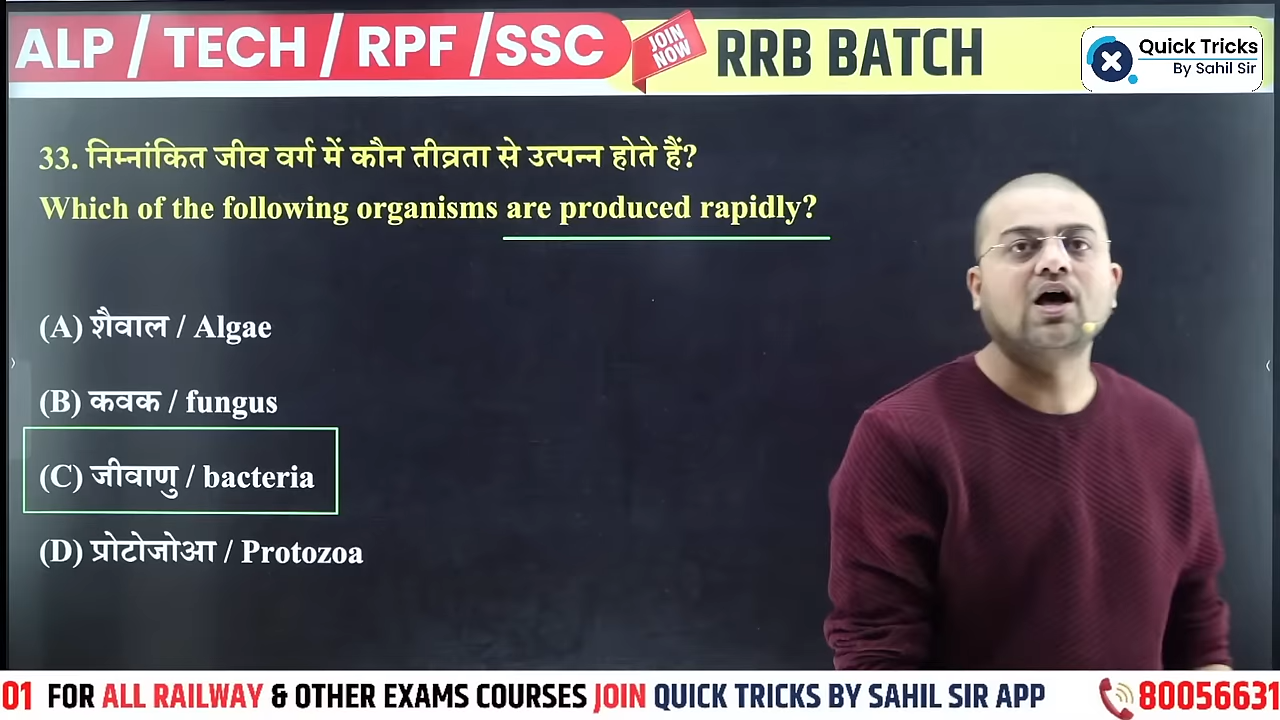 ALP / TECH / RPF / SSC
JOIN NOW
RRB BATCH
Quick Tricks
By Sahil Sir
33. निम्नांकित जीव वर्ग में कौन तीव्रता से उत्पन्न होते हैं?
Which of the following organisms are produced rapidly?
(A) शैवाल / Algae
(B) कवक / fungus
(C) जीवाणु / bacteria
(D) प्रोटोजोआ / Protozoa
01 FOR ALL RAILWAY & OTHER EXAMS COURSES JOIN QUICK TRICKS BY SAHIL SIR APP 80056631